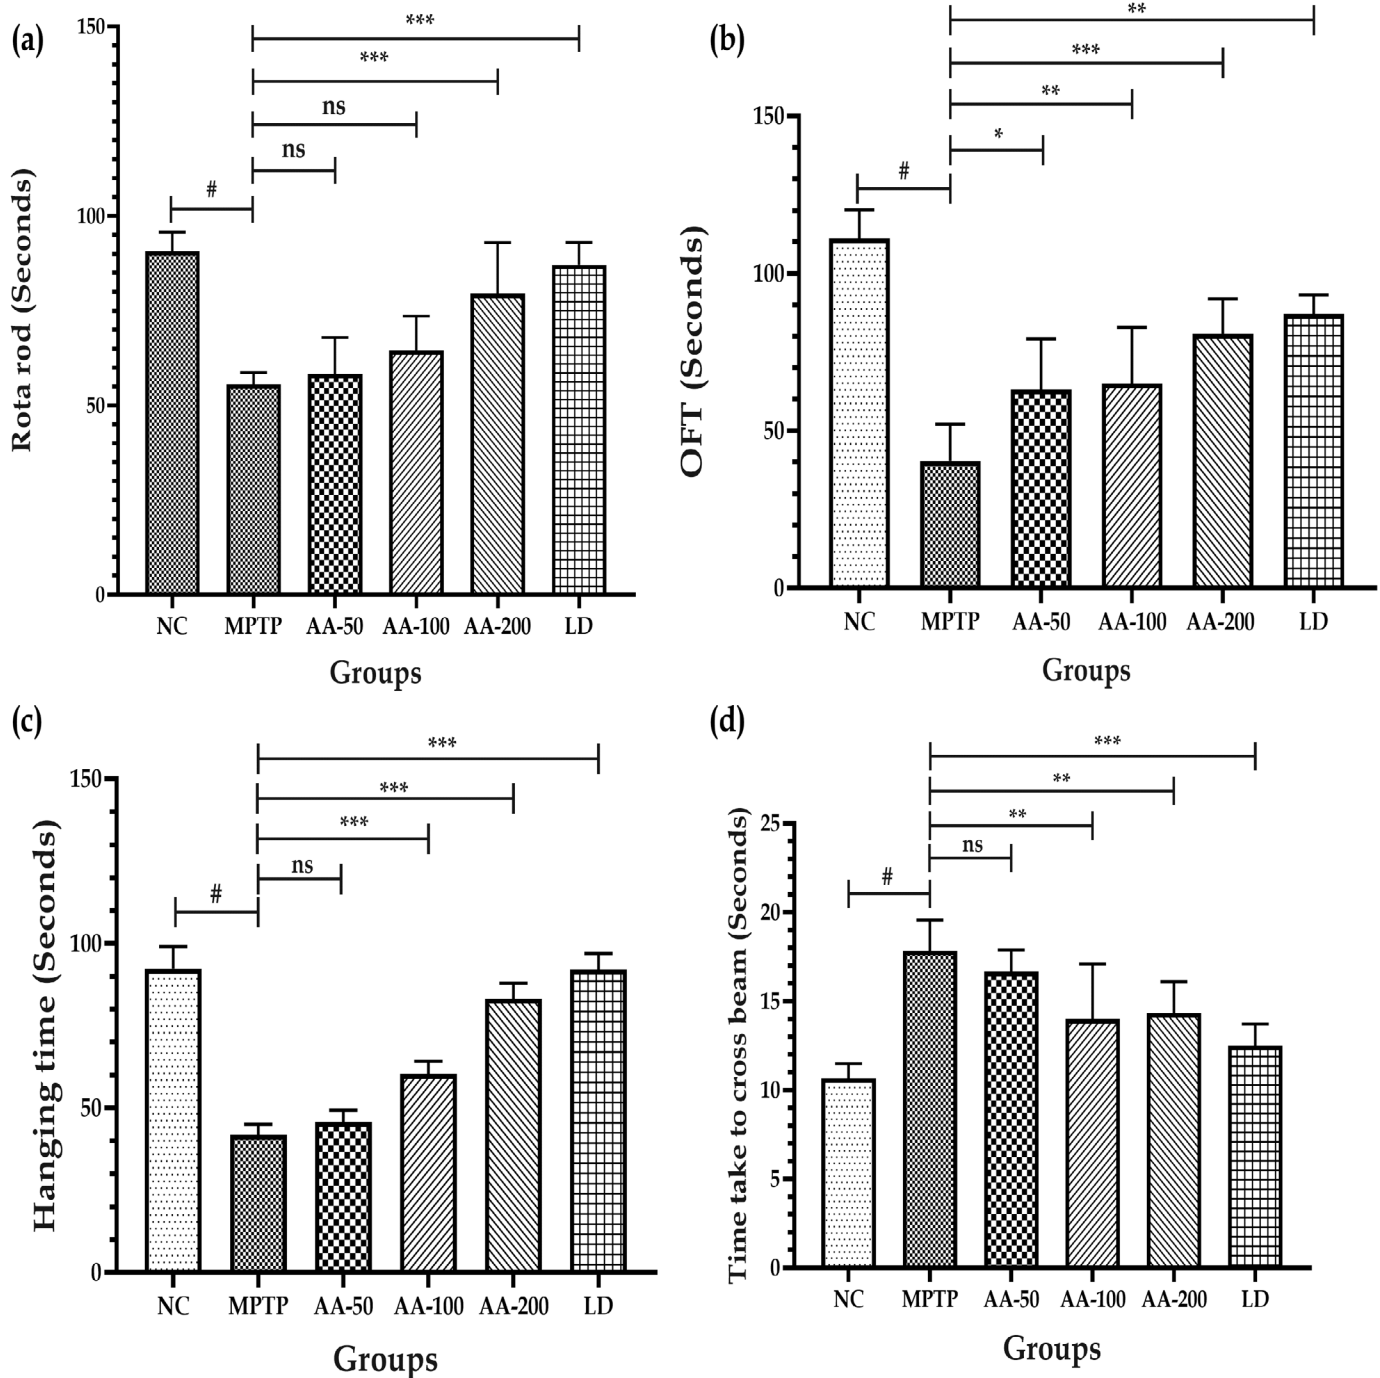 (a)
Rota rod (Seconds)
150
100
50
0
***
***
ns
ns
#
NC MPTP AA-50 AA-100 AA-200 LD
Groups
(b)
OFT (Seconds)
150
100
50
0
**
***
**
*
#
NC MPTP AA-50 AA-100 AA-200 LD
Groups
(c)
Hanging time (Seconds)
150
100
50
0
***
***
***
ns
#
NC MPTP AA-50 AA-100 AA-200 LD
Groups
(d)
Time take to cross beam (Seconds)
25
20
15
10
5
0
***
**
**
ns
#
NC MPTP AA-50 AA-100 AA-200 LD
Groups